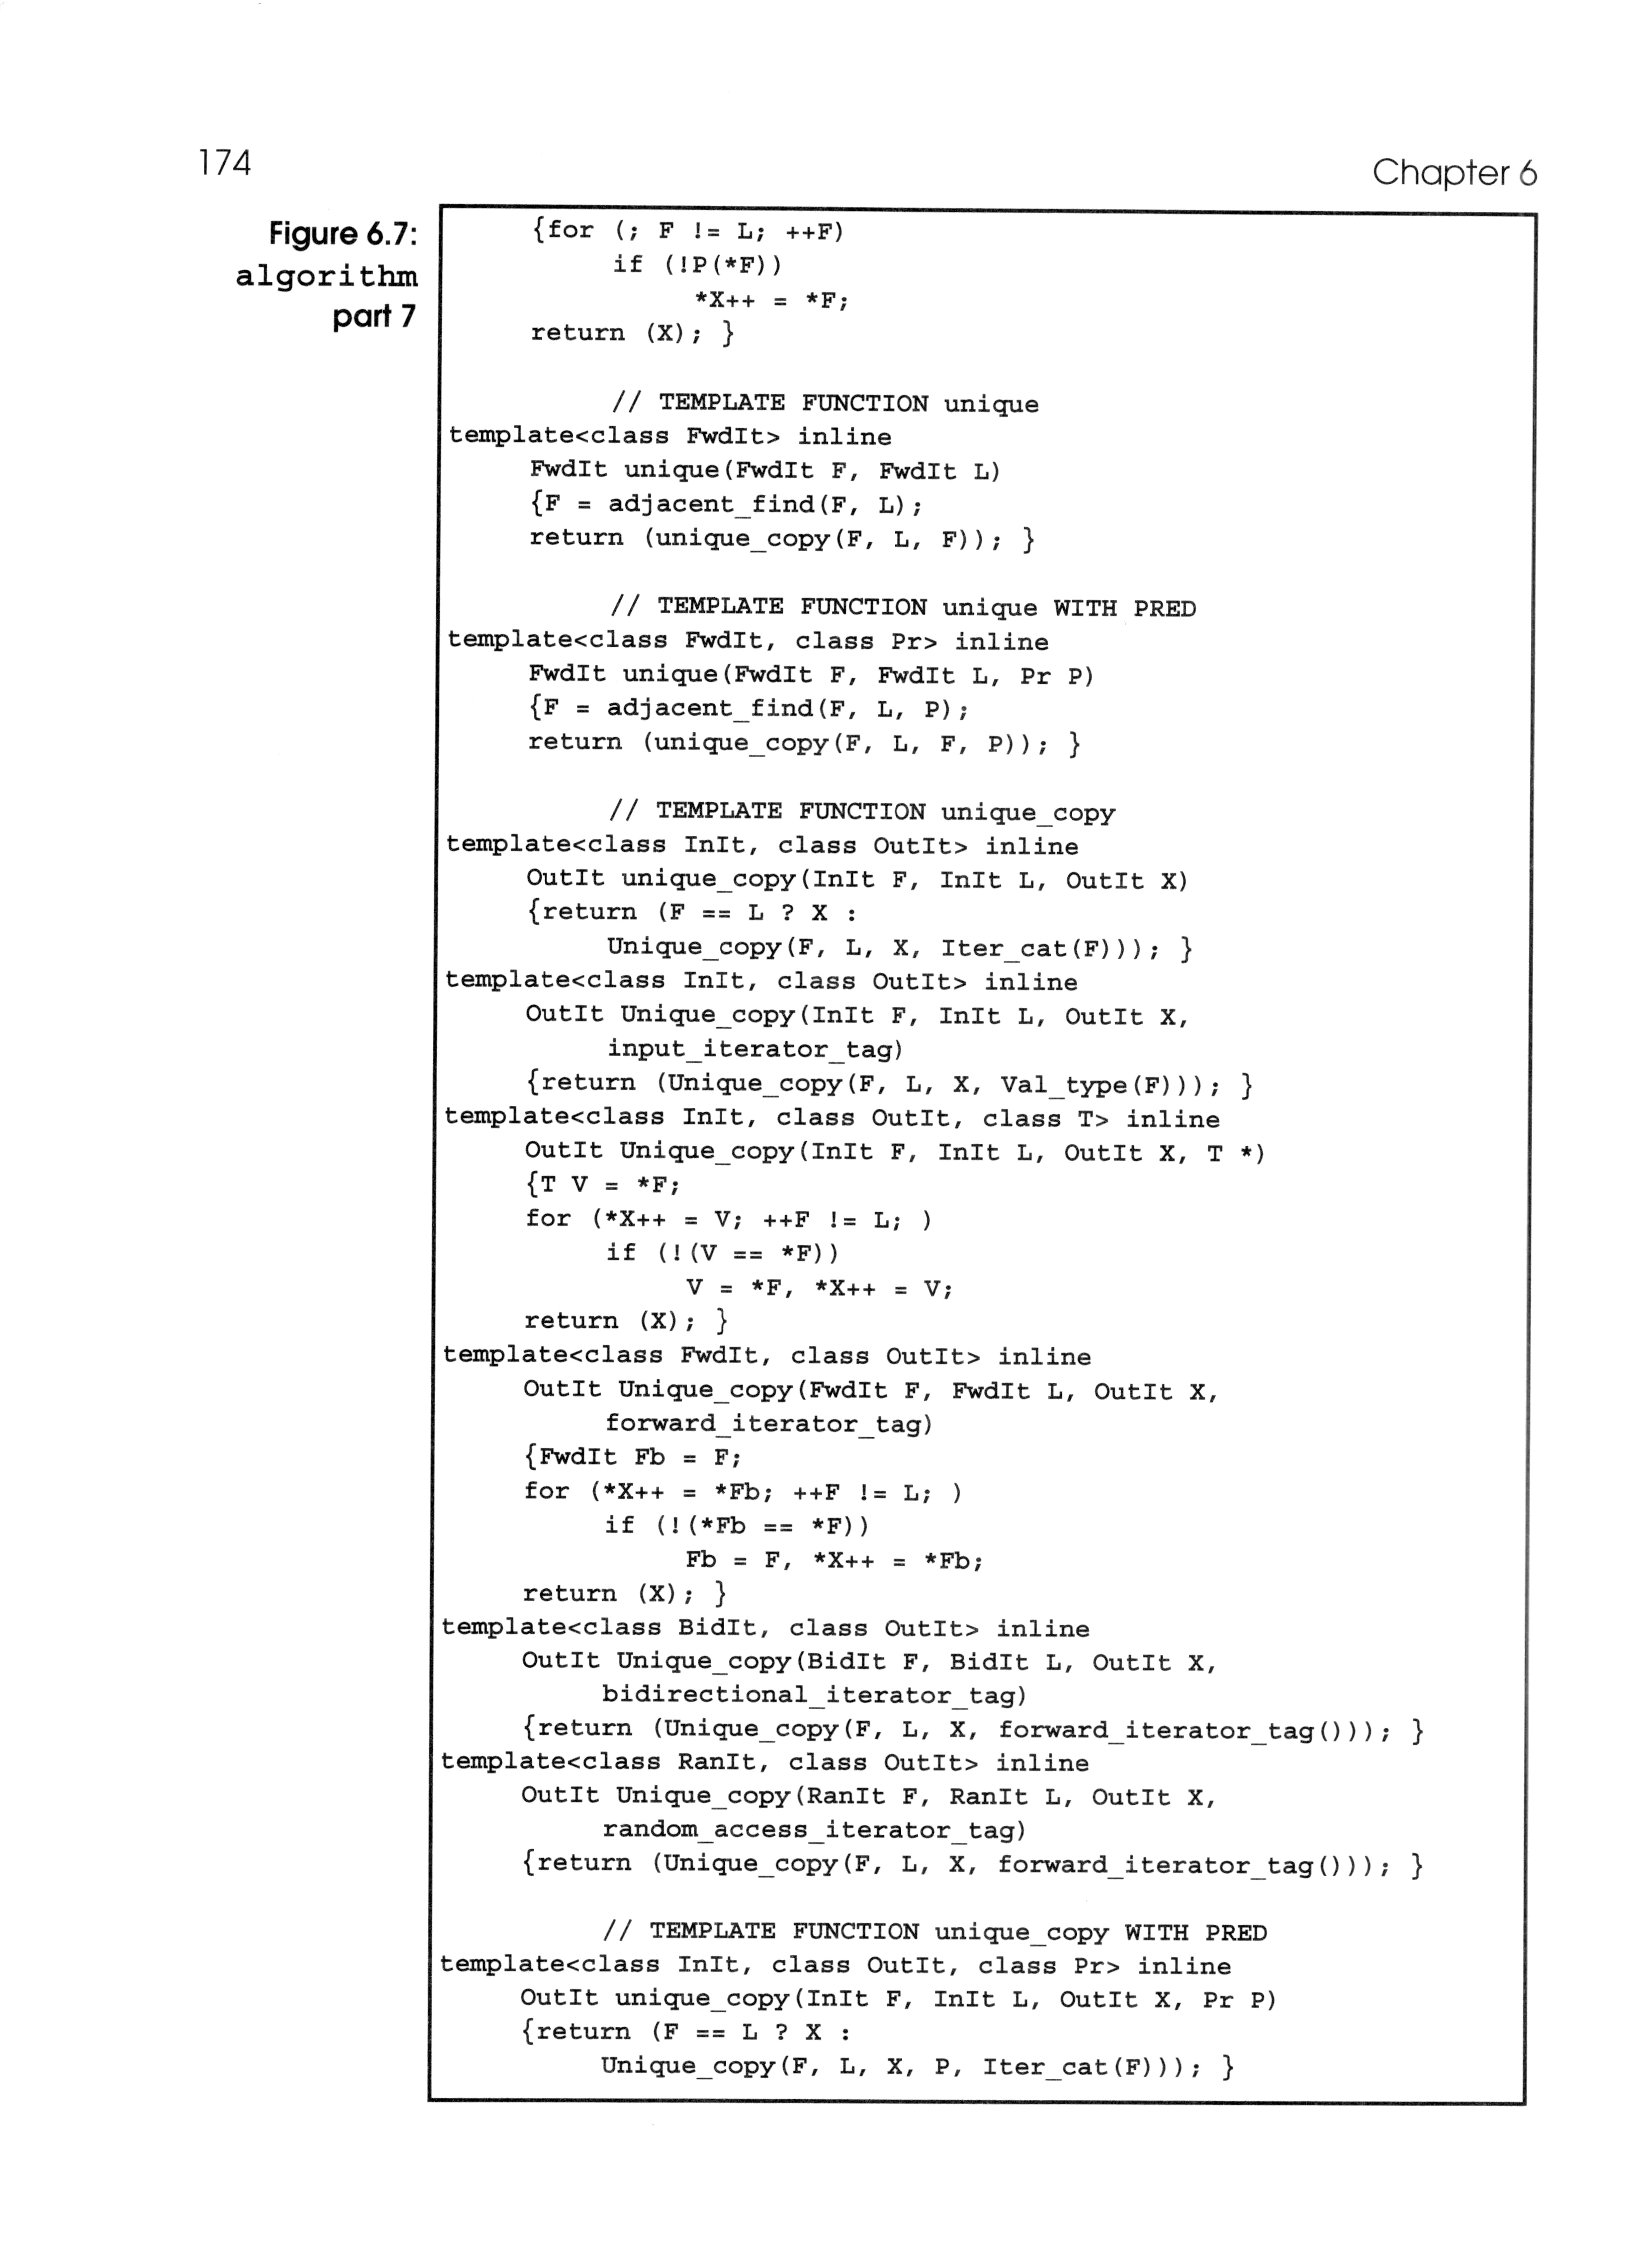 174
Chapter 6
Figure 6.7:
algorithm
part 7
{for (; F != L; ++F)
if (!P(*F))
*X++ = *F;
return (X); }
// TEMPLATE FUNCTION unique
template<class FwdIt> inline
FwdIt unique(FwdIt F, FwdIt L)
{F = adjacent_find(F, L);
return (unique_copy(F, L, F)); }
// TEMPLATE FUNCTION unique WITH PRED
template<class FwdIt, class Pr> inline
FwdIt unique(FwdIt F, FwdIt L, Pr P)
{F = adjacent_find(F, L, P);
return (unique_copy(F, L, F, P)); }
// TEMPLATE FUNCTION unique_copy
template<class InIt, class OutIt> inline
OutIt unique_copy(InIt F, InIt L, OutIt X)
{return (F == L ? X :
Unique_copy(F, L, X, Iter_cat(F))); }
template<class InIt, class OutIt> inline
OutIt Unique_copy(InIt F, InIt L, OutIt X,
input_iterator_tag)
{return (Unique_copy(F, L, X, Val_type(F))); }
template<class InIt, class OutIt, class T> inline
OutIt Unique_copy(InIt F, InIt L, OutIt X, T *)
{T V = *F;
for (*X++ = V; ++F != L; )
if (!(V == *F))
V = *F, *X++ = V;
return (X); }
template<class FwdIt, class OutIt> inline
OutIt Unique_copy(FwdIt F, FwdIt L, OutIt X,
forward_iterator_tag)
{FwdIt Fb = F;
for (*X++ = *Fb; ++F != L; )
if (!(*Fb == *F))
Fb = F, *X++ = *Fb;
return (X); }
template<class BidIt, class OutIt> inline
OutIt Unique_copy(BidIt F, BidIt L, OutIt X,
bidirectional_iterator_tag)
{return (Unique_copy(F, L, X, forward_iterator_tag())); }
template<class RanIt, class OutIt> inline
OutIt Unique_copy(RanIt F, RanIt L, OutIt X,
random_access_iterator_tag)
{return (Unique_copy(F, L, X, forward_iterator_tag())); }
// TEMPLATE FUNCTION unique_copy WITH PRED
template<class InIt, class OutIt, class Pr> inline
OutIt unique_copy(InIt F, InIt L, OutIt X, Pr P)
{return (F == L ? X :
Unique_copy(F, L, X, P, Iter_cat(F))); }